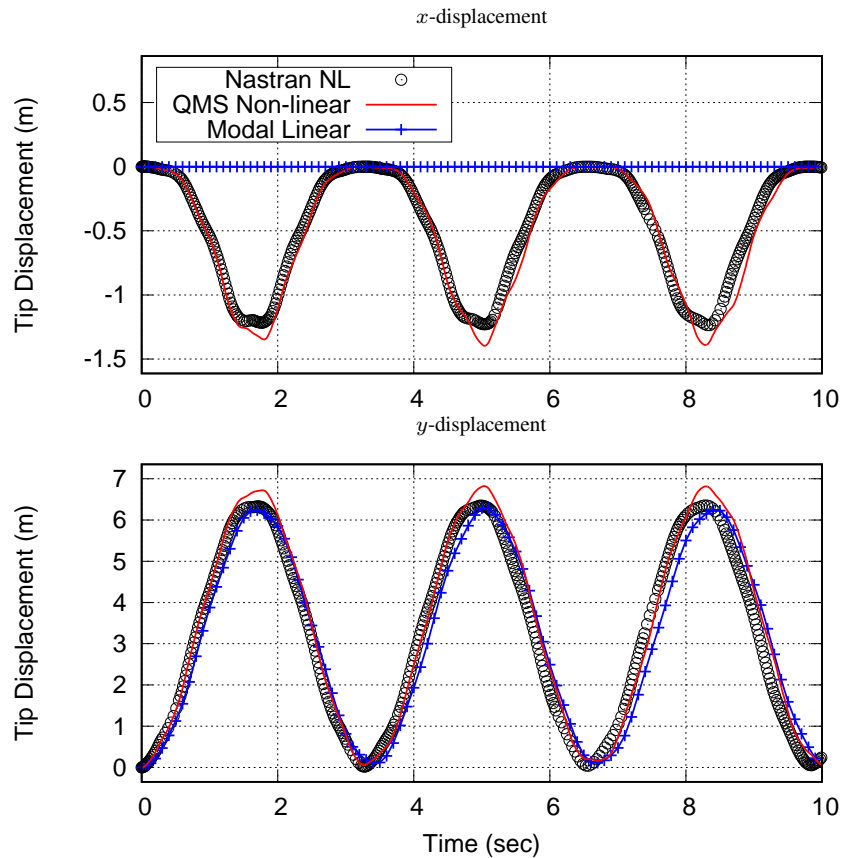 x-displacement
Tip Displacement (m)
Nastran NL
QMS Non-linear
Modal Linear
0.5
0
-0.5
-1
-1.5
0 2 4 6 8 10
y-displacement
Tip Displacement (m)
7
6
5
4
3
2
1
0
0 2 4 6 8 10
Time (sec)